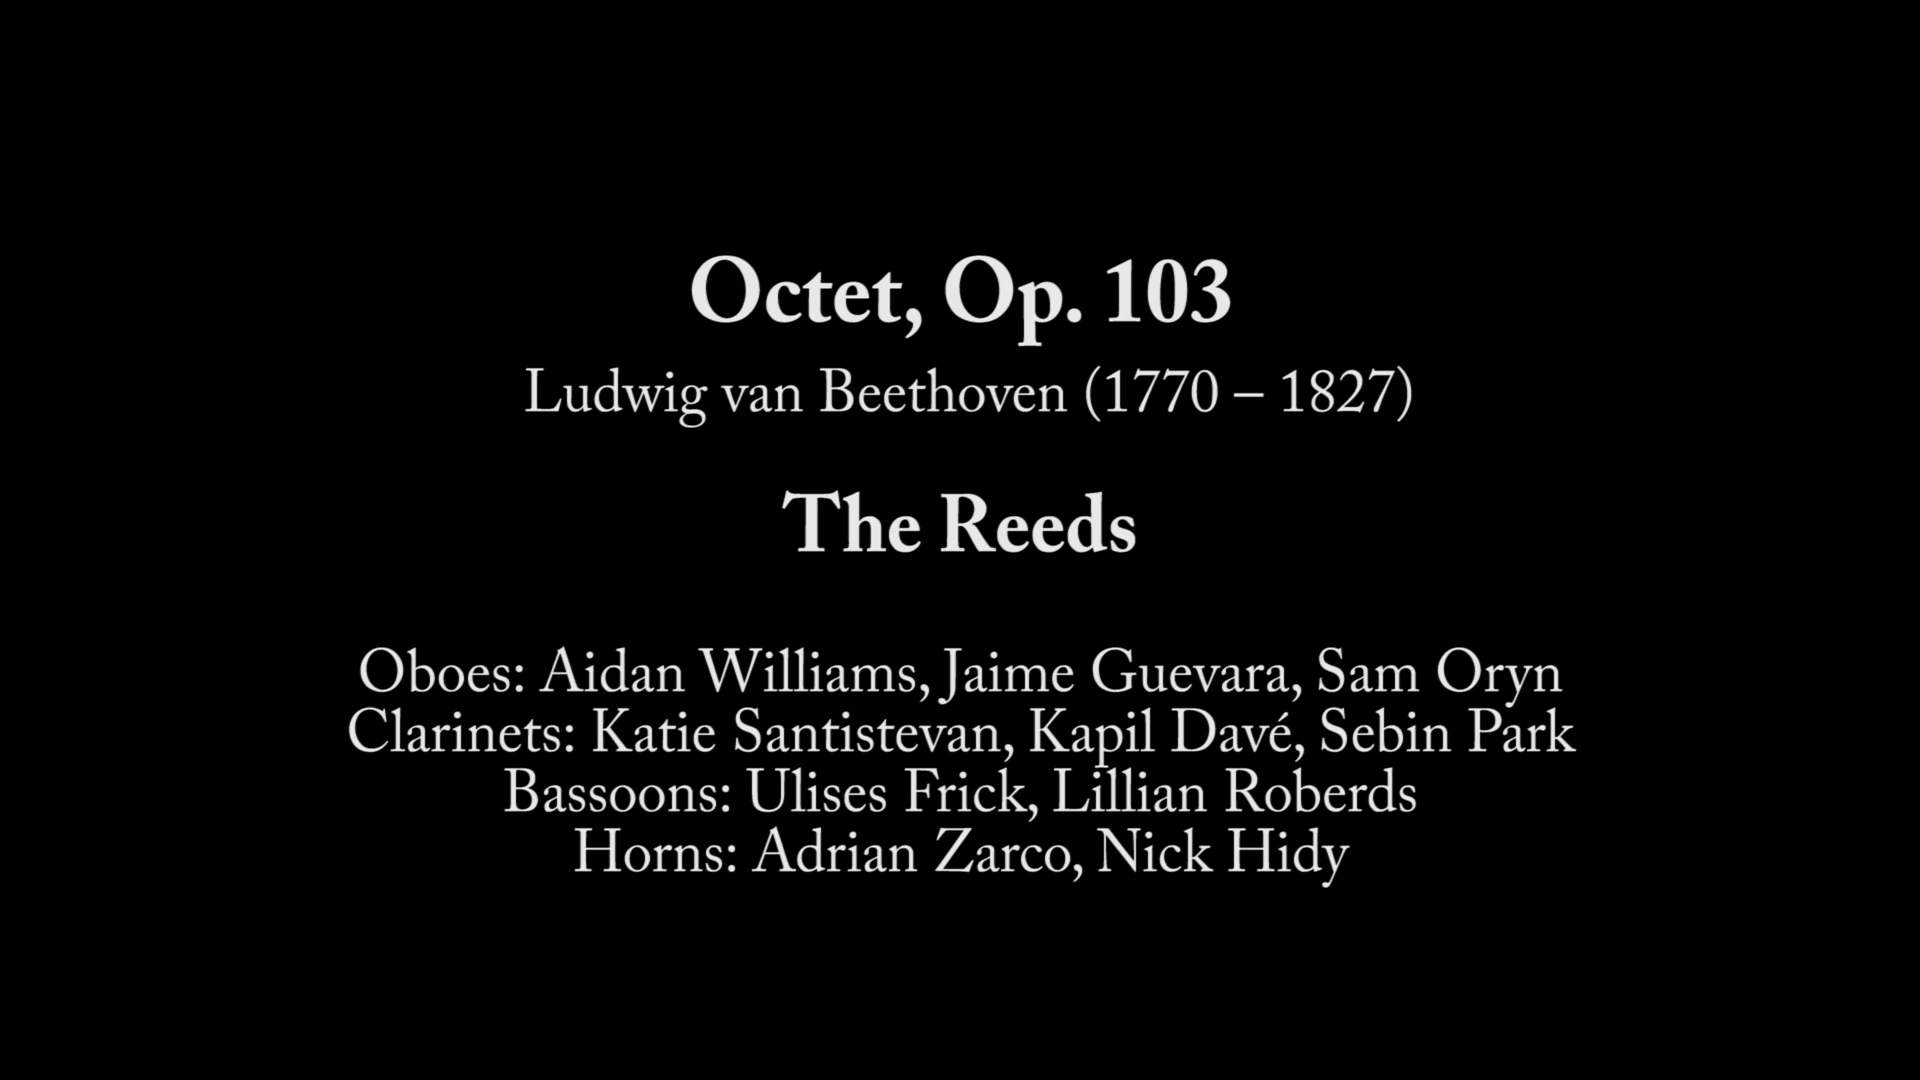 Octet, Op. 103
Ludwig van Beethoven (1770 – 1827)
The Reeds
Oboes: Aidan Williams, Jaime Guevara, Sam Oryn
Clarinets: Katie Santistevan, Kapil Davé, Sebin Park
Bassoons: Ulises Frick, Lillian Roberds
Horns: Adrian Zarco, Nick Hidy